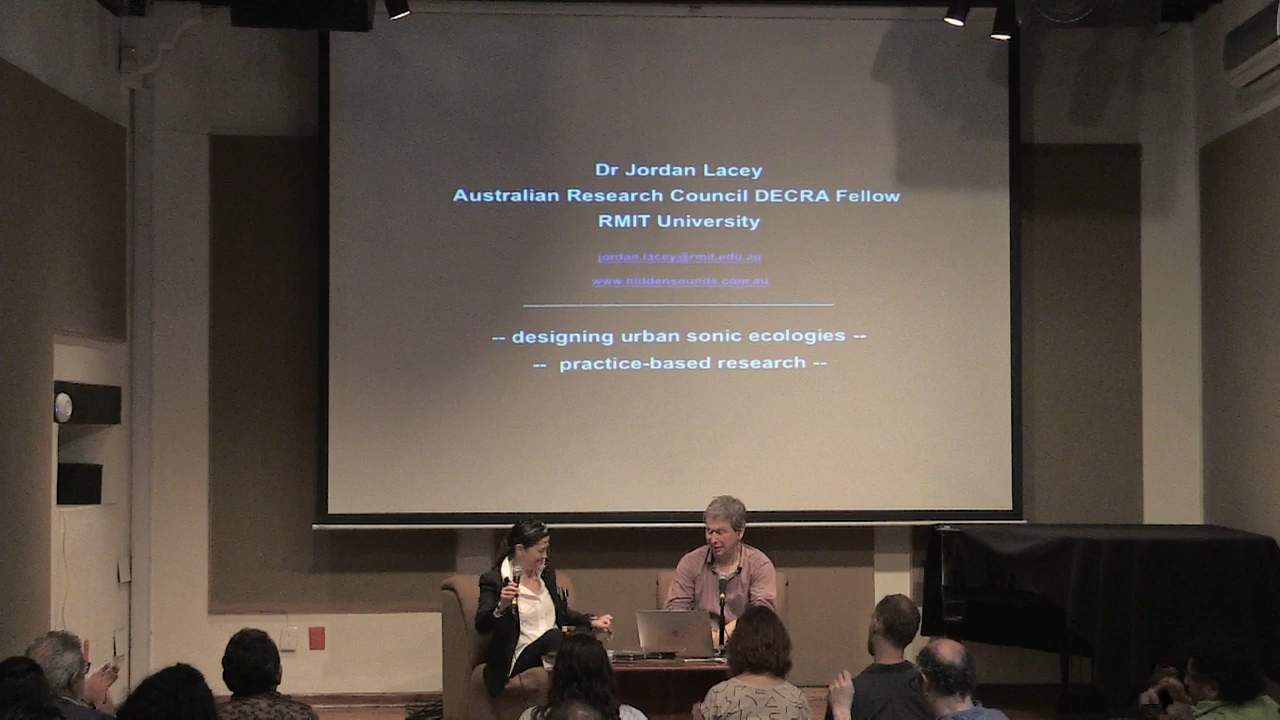 Dr Jordan Lacey
Australian Research Council DECRA Fellow
RMIT University
jordan.lacey@rmit.edu.au
www.hiddensounds.com.au
-- designing urban sonic ecologies --
-- practice-based research --